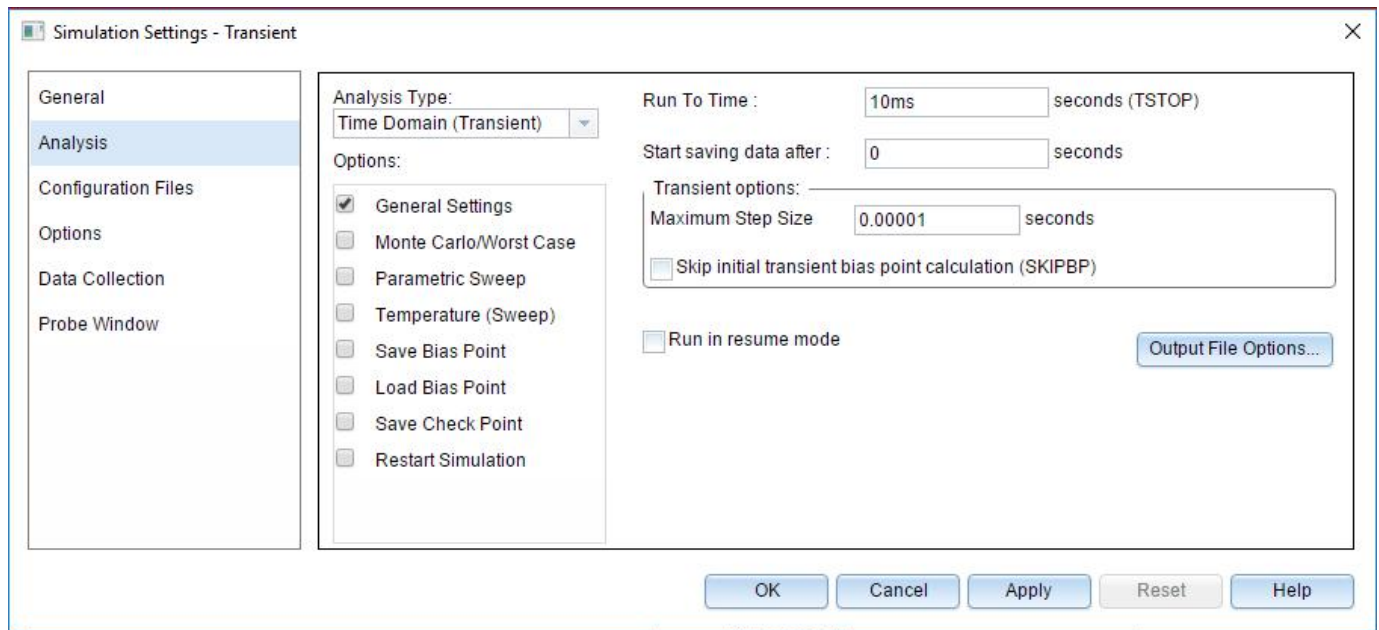 Simulation Settings - Transient
General
Analysis
Configuration Files
Options
Data Collection
Probe Window
Analysis Type:
Time Domain (Transient)
Options:
General Settings
Monte Carlo/Worst Case
Parametric Sweep
Temperature (Sweep)
Save Bias Point
Load Bias Point
Save Check Point
Restart Simulation
Run To Time : 10ms seconds (TSTOP)
Start saving data after : 0 seconds
Transient options:
Maximum Step Size 0.00001 seconds
Skip initial transient bias point calculation (SKIPBP)
Run in resume mode
Output File Options...
OK Cancel Apply Reset Help